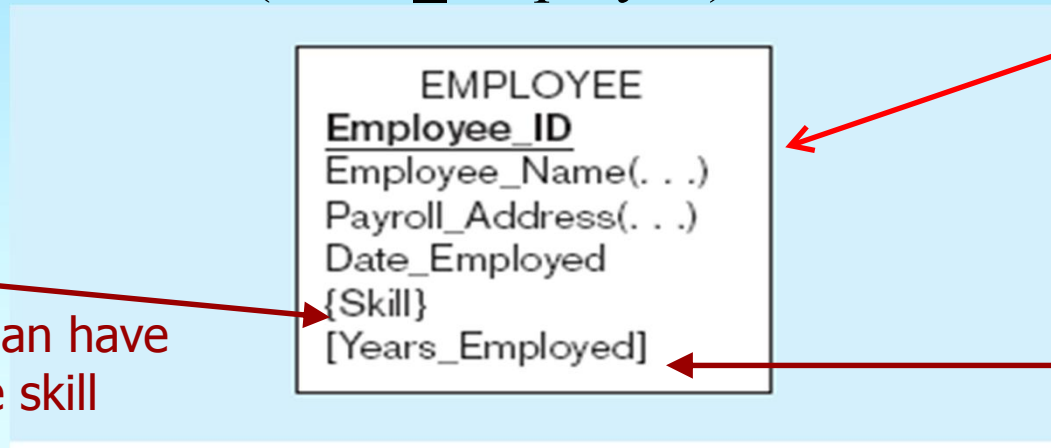 EMPLOYEE
Employee_ID
Employee_Name(. . .)
Payroll_Address(. . .)
Date_Employed
{Skill}
[Years_Employed]
an have
skill